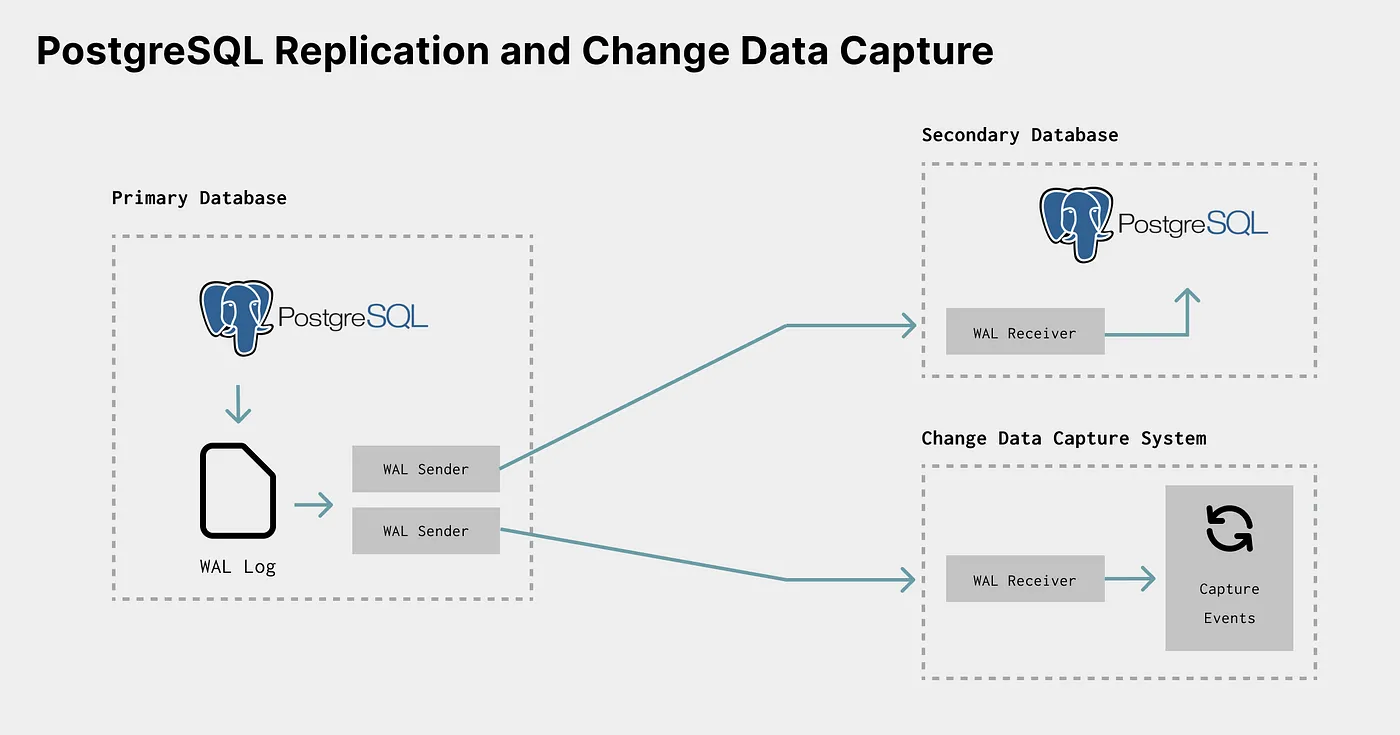 PostgreSQL Replication and Change Data Capture
Primary Database
PostgreSQL
WAL Log
WAL Sender
WAL Sender
Secondary Database
PostgreSQL
WAL Receiver
Change Data Capture System
WAL Receiver
Capture
Events